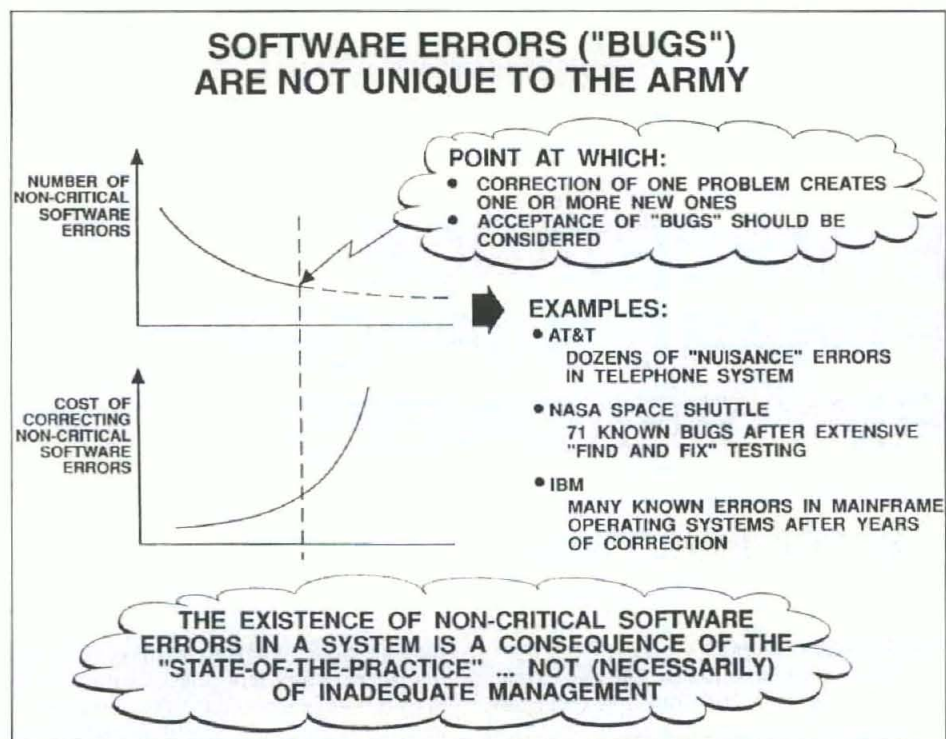 SOFTWARE ERRORS ("BUGS")
ARE NOT UNIQUE TO THE ARMY
POINT AT WHICH:
• CORRECTION OF ONE PROBLEM CREATES
ONE OR MORE NEW ONES
• ACCEPTANCE OF "BUGS" SHOULD BE
CONSIDERED
NUMBER OF
NON-CRITICAL
SOFTWARE
ERRORS
EXAMPLES:
• AT&T
DOZENS OF "NUISANCE" ERRORS
IN TELEPHONE SYSTEM
• NASA SPACE SHUTTLE
71 KNOWN BUGS AFTER EXTENSIVE
"FIND AND FIX" TESTING
• IBM
MANY KNOWN ERRORS IN MAINFRAME
OPERATING SYSTEMS AFTER YEARS
OF CORRECTION
COST OF
CORRECTING
NON-CRITICAL
SOFTWARE
ERRORS
THE EXISTENCE OF NON-CRITICAL SOFTWARE
ERRORS IN A SYSTEM IS A CONSEQUENCE OF THE
"STATE-OF-THE-PRACTICE" ... NOT (NECESSARILY)
OF INADEQUATE MANAGEMENT